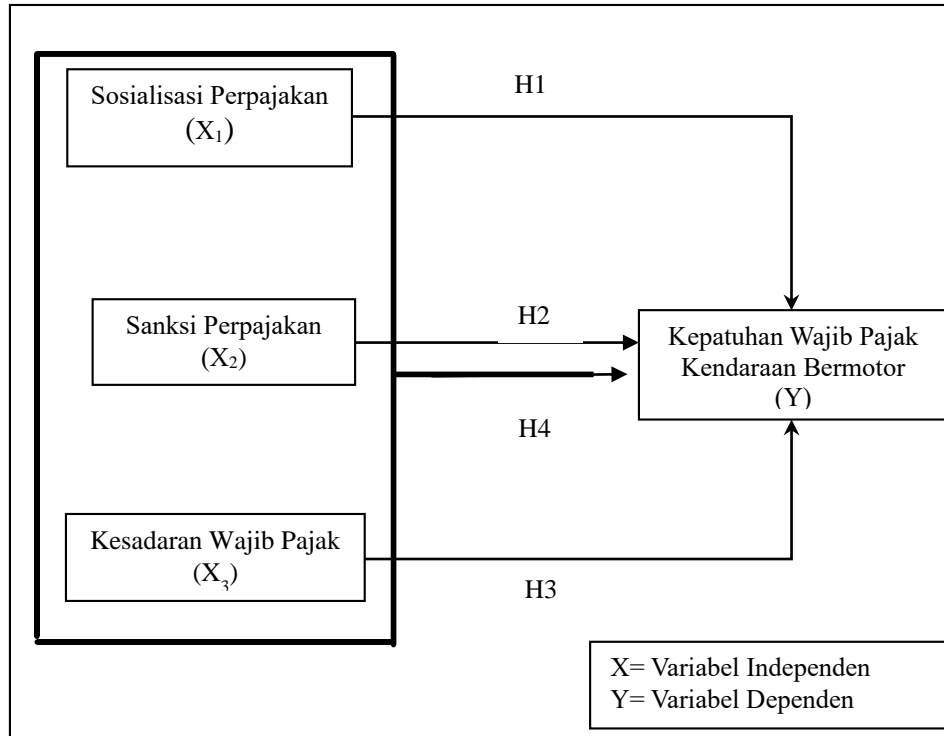 Sosialisasi Perpajakan
(X₁)
H1
Sanksi Perpajakan
(X₂)
H2
Kepatuhan Wajib Pajak
Kendaraan Bermotor
(Y)
H4
Kesadaran Wajib Pajak
(X₃)
H3
X= Variabel Independen
Y= Variabel Dependen